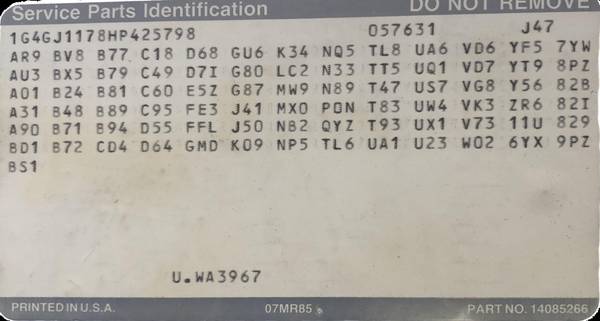 Service Parts Identification DO NOT REMOVE
1G4GJ1178HP425798 057631 J47
AR9 BV8 B77 C18 D68 GU6 K34 NQ5 TL8 UA6 VD6 YF5 7YW
AU3 BX5 B79 C49 D7I G80 LC2 N33 TT5 UQ1 VD7 YT9 8PZ
A01 B24 B81 C60 E5Z G87 MW9 N89 T47 US7 VG8 Y56 82B
A31 B48 B89 C95 FE3 J41 MX0 PDN T83 UW4 VK3 ZR6 82I
A90 B71 B94 D55 FFL J50 NB2 QYZ T93 UX1 V73 11U 829
BD1 B72 CD4 D64 GMD K09 NP5 TL6 UA1 U23 W02 6YX 9PZ
BS1
U.WA3967
PRINTED IN U.S.A. 07MR85 PART NO. 14085266